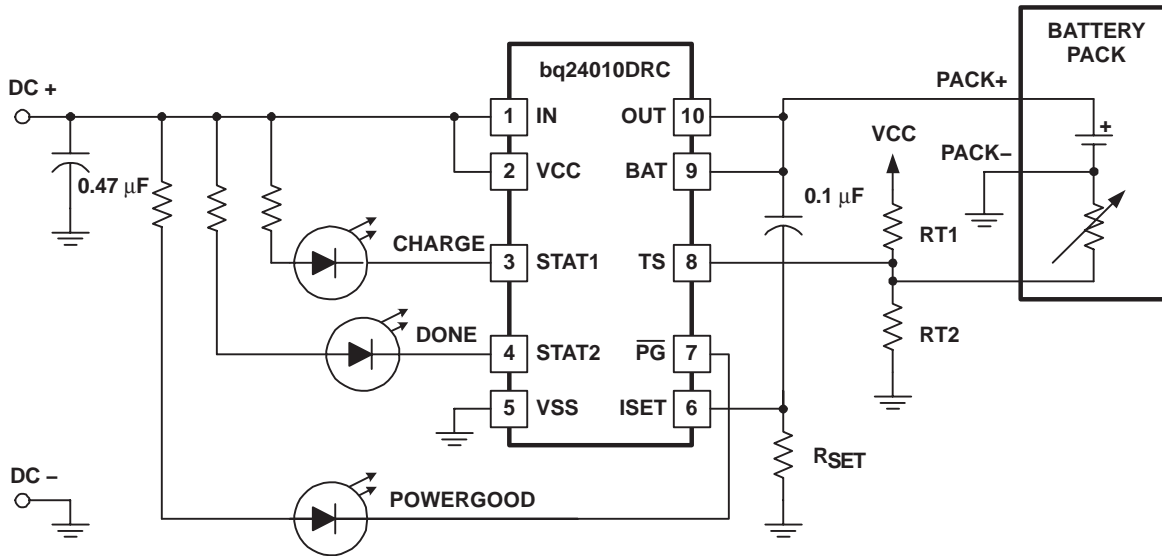 BATTERY
PACK
bq24010DRC
DC +
PACK+
1 IN
OUT 10
VCC
PACK–
+
2 VCC
BAT 9
0.47 μF
0.1 μF
RT1
CHARGE
3 STAT1
TS 8
DONE
RT2
4 STAT2
PG 7
5 VSS
ISET 6
RSET
DC –
POWERGOOD